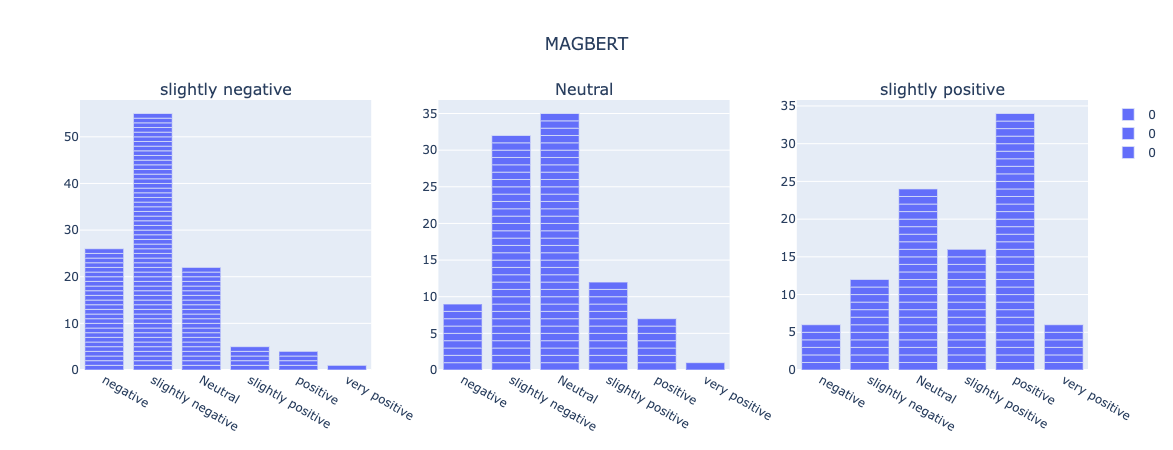 MAGBERT
slightly negative
50
40
30
20
10
0
negative
slightly negative
Neutral
slightly positive
positive
very positive
Neutral
35
30
25
20
15
10
5
0
negative
slightly negative
Neutral
slightly positive
positive
very positive
slightly positive
35
30
25
20
15
10
5
0
negative
slightly negative
Neutral
slightly positive
positive
very positive
0
0
0